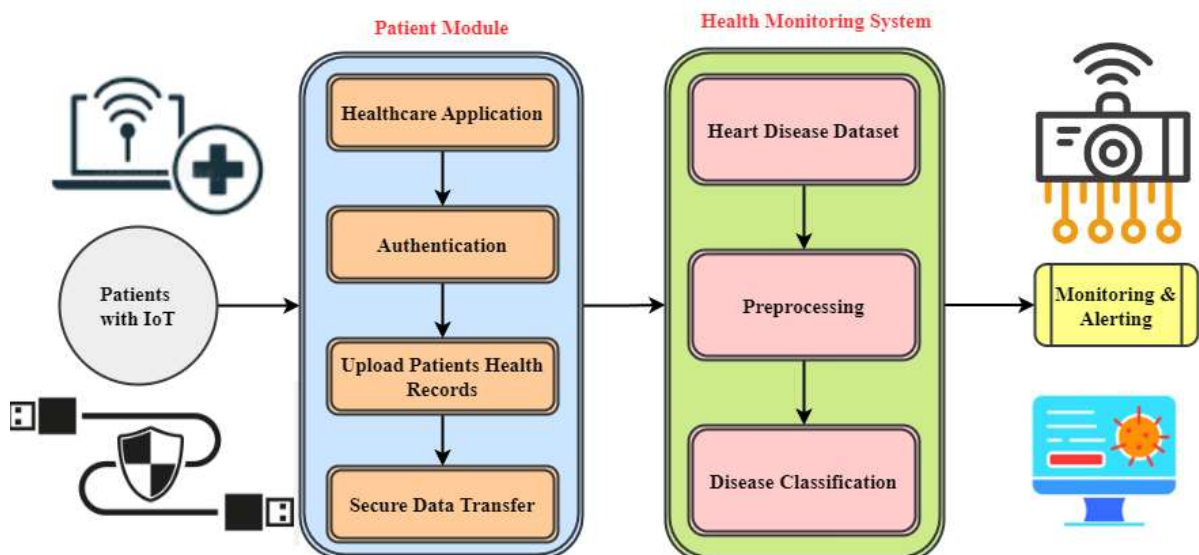 Patient Module
Health Monitoring System
Healthcare Application
Heart Disease Dataset
Authentication
Patients
with IoT
Preprocessing
Monitoring &
Alerting
Upload Patients Health
Records
Disease Classification
Secure Data Transfer